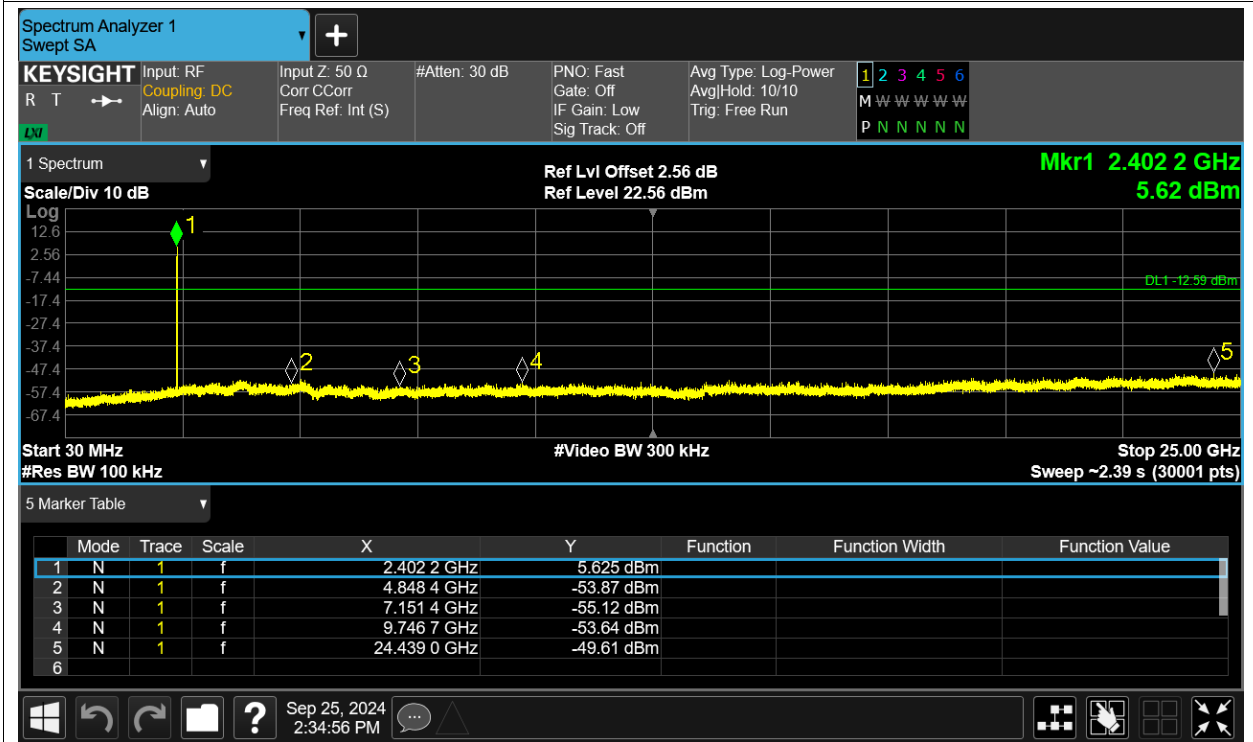 Spectrum Analyzer 1
Swept SA
KEYSIGHT
R T
LXI
Input: RF
Coupling: DC
Align: Auto
Input Z: 50 Ω
Corr CCorr
Freq Ref: Int (S)
#Atten: 30 dB
PNO: Fast
Gate: Off
IF Gain: Low
Sig Track: Off
Avg Type: Log-Power
Avg|Hold: 10/10
Trig: Free Run
1 2 3 4 5 6
M W W W W W
P N N N N N
1 Spectrum
Scale/Div 10 dB
Ref Lvl Offset 2.56 dB
Ref Level 22.56 dBm
Mkr1 2.402 2 GHz
5.62 dBm
Log
12.6
2.56
-7.44
-17.4
-27.4
-37.4
-47.4
-57.4
-67.4
1
2
3
4
5
DL1 -12.59 dBm
Start 30 MHz
#Res BW 100 kHz
#Video BW 300 kHz
Stop 25.00 GHz
Sweep ~2.39 s (30001 pts)
5 Marker Table
Mode Trace Scale X Y Function Function Width Function Value
1 N 1 f 2.402 2 GHz 5.625 dBm
2 N 1 f 4.848 4 GHz -53.87 dBm
3 N 1 f 7.151 4 GHz -55.12 dBm
4 N 1 f 9.746 7 GHz -53.64 dBm
5 N 1 f 24.439 0 GHz -49.61 dBm
6
?
Sep 25, 2024
2:34:56 PM